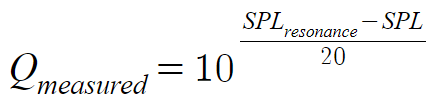 Q_measured = 10^((SPL_resonance − SPL)/20)